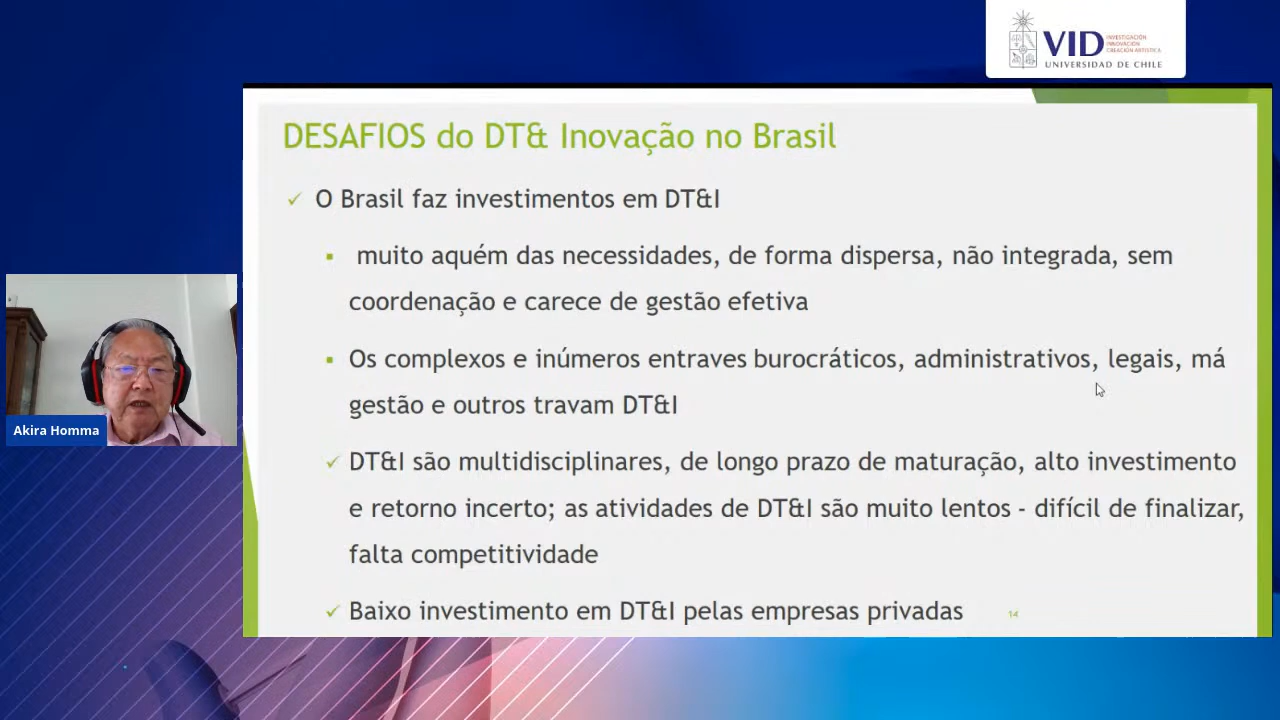 VID
INVESTIGACIÓN
INNOVACIÓN
CREACIÓN ARTÍSTICA
UNIVERSIDAD DE CHILE
DESAFIOS do DT& Inovação no Brasil
O Brasil faz investimentos em DT&I
muito aquém das necessidades, de forma dispersa, não integrada, sem
coordenação e carece de gestão efetiva
Os complexos e inúmeros entraves burocráticos, administrativos, legais, má
gestão e outros travam DT&I
DT&I são multidisciplinares, de longo prazo de maturação, alto investimento
e retorno incerto; as atividades de DT&I são muito lentos - difícil de finalizar,
falta competitividade
Baixo investimento em DT&I pelas empresas privadas
14
Akira Homma